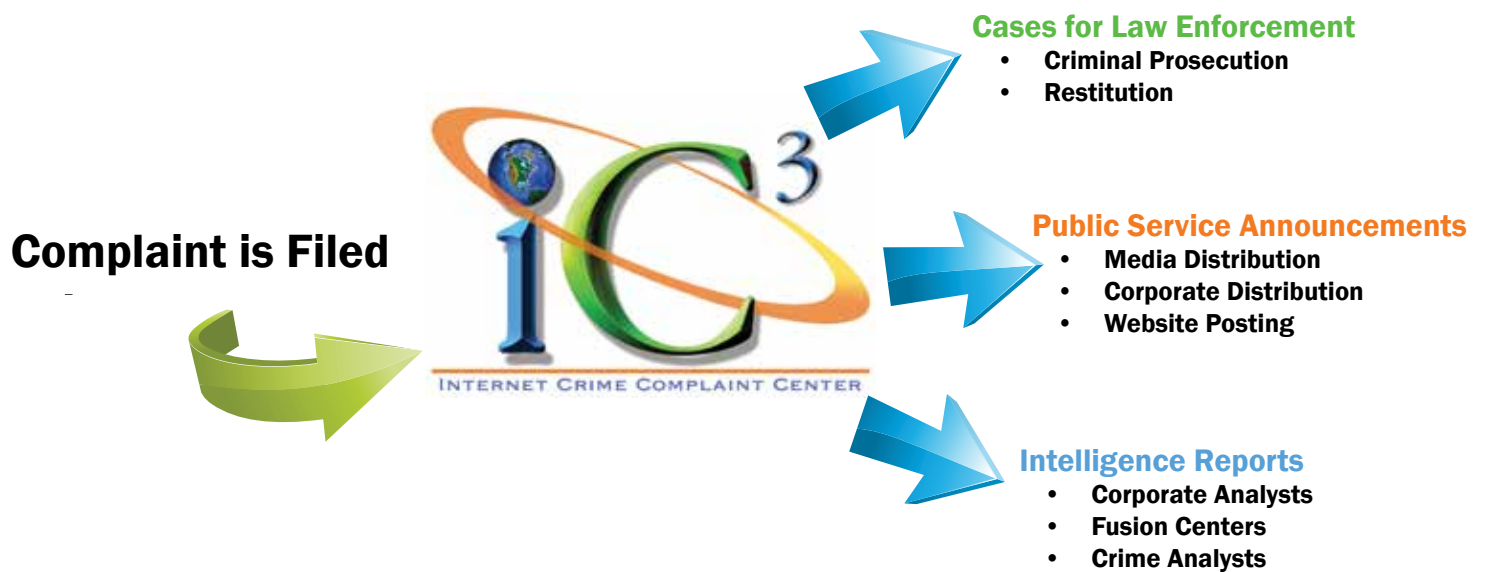 Complaint is Filed
iC3
INTERNET CRIME COMPLAINT CENTER
Cases for Law Enforcement
• Criminal Prosecution
• Restitution
Public Service Announcements
• Media Distribution
• Corporate Distribution
• Website Posting
Intelligence Reports
• Corporate Analysts
• Fusion Centers
• Crime Analysts